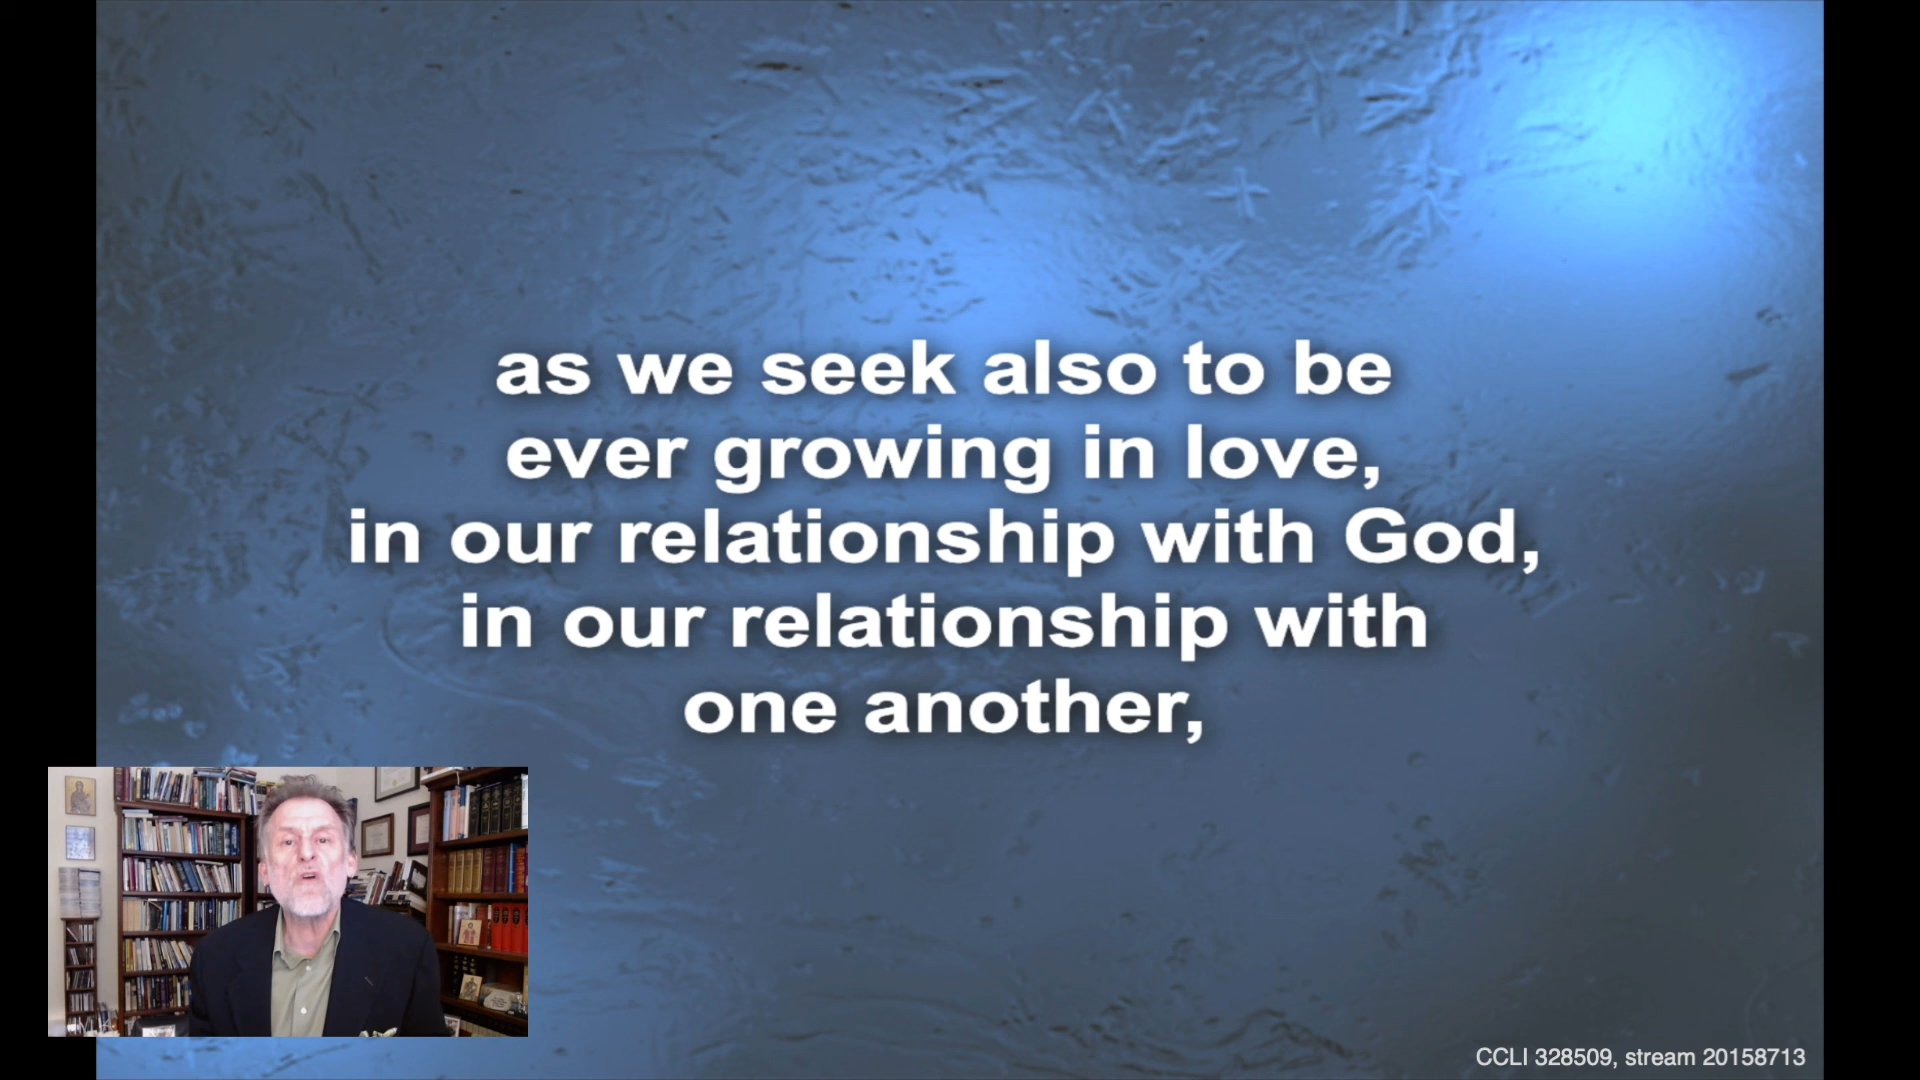 as we seek also to be
ever growing in love,
in our relationship with God,
in our relationship with
one another,
CCLI 328509, stream 20158713